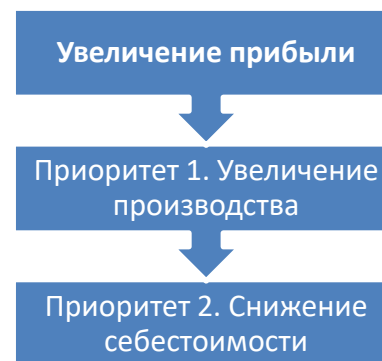 Увеличение прибыли
Приоритет 1. Увеличение
производства
Приоритет 2. Снижение
себестоимости